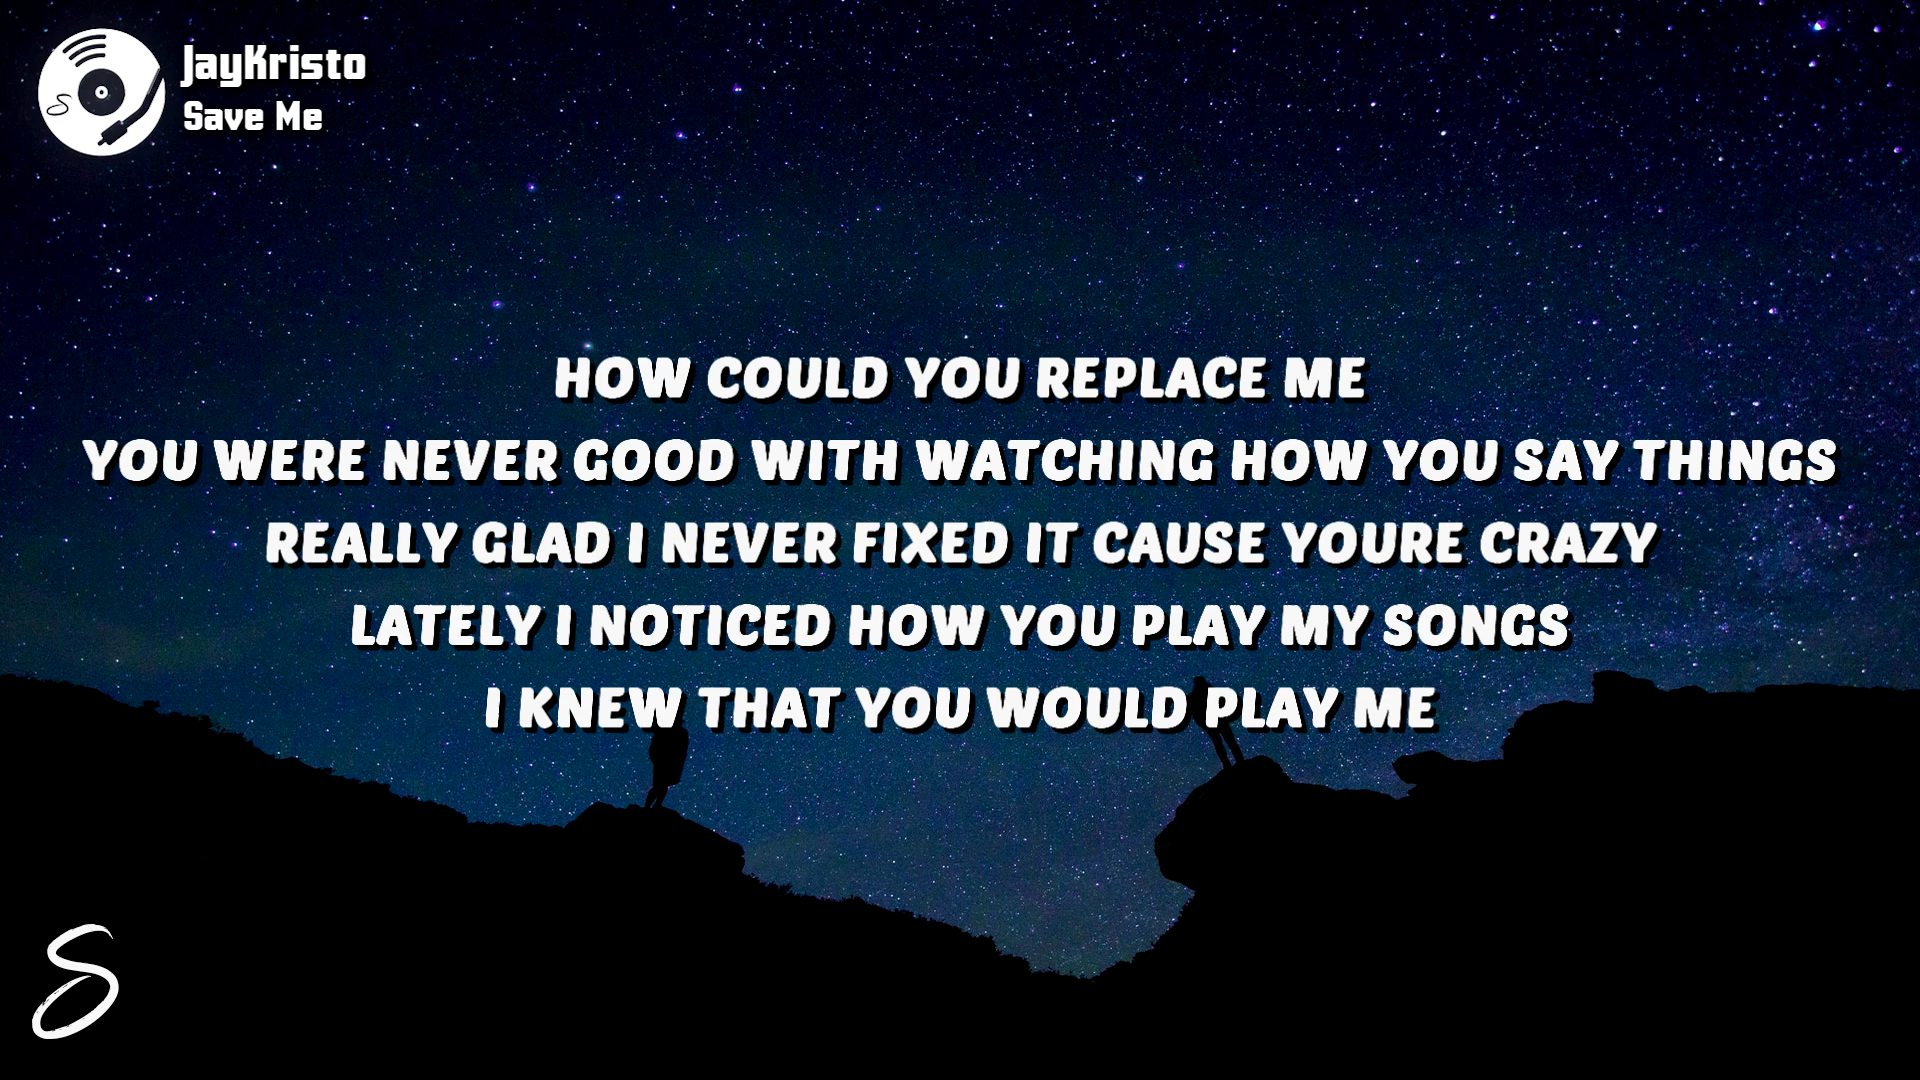 JayKristo
Save Me
HOW COULD YOU REPLACE ME
YOU WERE NEVER GOOD WITH WATCHING HOW YOU SAY THINGS
REALLY GLAD I NEVER FIXED IT CAUSE YOURE CRAZY
LATELY I NOTICED HOW YOU PLAY MY SONGS
I KNEW THAT YOU WOULD PLAY ME
S